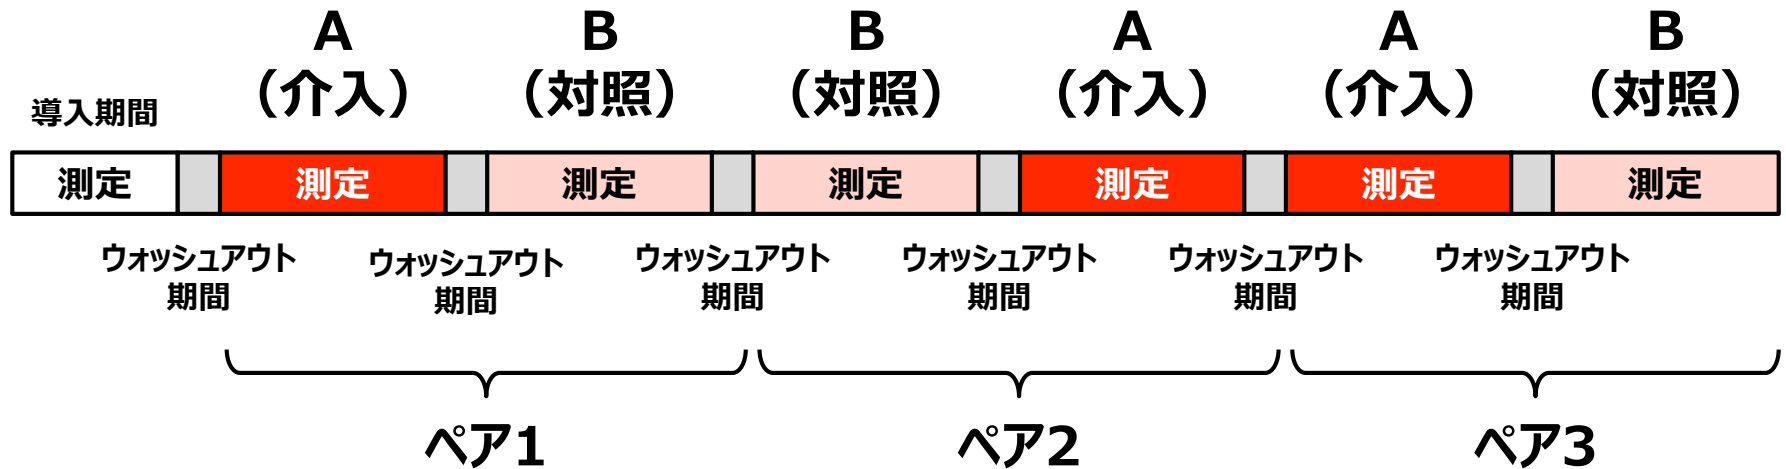 導入期間
A
（介入）
B
（対照）
B
（対照）
A
（介入）
A
（介入）
B
（対照）
測定
測定
測定
測定
測定
測定
測定
ウォッシュアウト
期間
ウォッシュアウト
期間
ウォッシュアウト
期間
ウォッシュアウト
期間
ウォッシュアウト
期間
ウォッシュアウト
期間
ペア1
ペア2
ペア3